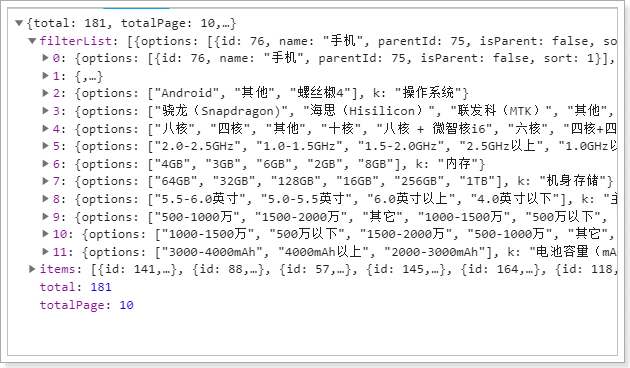 {total: 181, totalPage: 10,…}
filterList: [{options: [{id: 76, name: "手机", parentId: 75, isParent: false, so
0: {options: [{id: 76, name: "手机", parentId: 75, isParent: false, sort: 1}],
1: {,…}
2: {options: ["Android", "其他", "螺丝椒4"], k: "操作系统"}
3: {options: ["骁龙（Snapdragon)", "海思（Hisilicon）", "联发科（MTK）", "其他",
4: {options: ["八核", "四核", "其他", "十核", "八核 + 微智核i6", "六核", "四核+四
5: {options: ["2.0-2.5GHz", "1.0-1.5GHz", "1.5-2.0GHz", "2.5GHz以上", "1.0GHz以
6: {options: ["4GB", "3GB", "6GB", "2GB", "8GB"], k: "内存"}
7: {options: ["64GB", "32GB", "128GB", "16GB", "256GB", "1TB"], k: "机身存储"}
8: {options: ["5.5-6.0英寸", "5.0-5.5英寸", "6.0英寸以上", "4.0英寸以下"], k: "主
9: {options: ["500-1000万", "1500-2000万", "其它", "1000-1500万", "500万以下",
10: {options: ["1000-1500万", "500万以下", "1500-2000万", "500-1000万", "其它",
11: {options: ["3000-4000mAh", "4000mAh以上", "2000-3000mAh"], k: "电池容量（mA
items: [{id: 141,…}, {id: 88,…}, {id: 57,…}, {id: 145,…}, {id: 164,…}, {id: 118,
total: 181
totalPage: 10